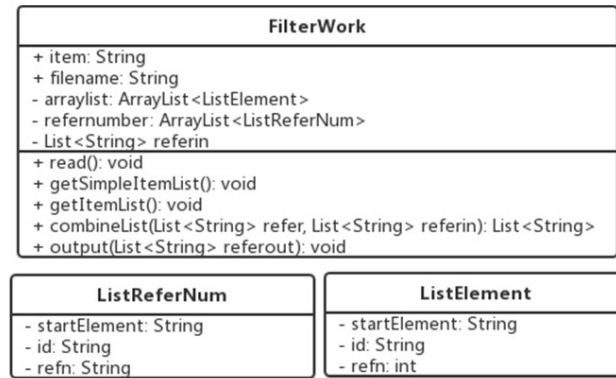 FilterWork
+ item: String
+ filename: String
- arraylist: ArrayList<ListElement>
- refernumber: ArrayList<ListReferNum>
- List<String> referin
+ read(): void
+ getSimpleItemList(): void
+ getItemList(): void
+ combineList(List<String> refer, List<String> referin): List<String>
+ output(List<String> referout): void
ListReferNum
- startElement: String
- id: String
- refn: String
ListElement
- startElement: String
- id: String
- refn: int